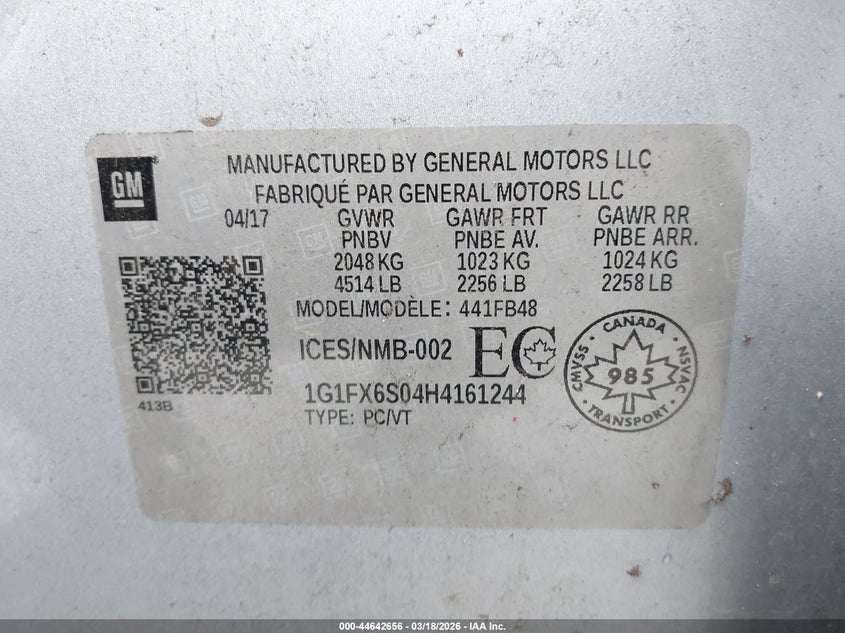 GM
MANUFACTURED BY GENERAL MOTORS LLC
FABRIQUÉ PAR GENERAL MOTORS LLC
04/17 GVWR GAWR FRT GAWR RR
PNBV PNBE AV. PNBE ARR.
2048 KG 1023 KG 1024 KG
4514 LB 2256 LB 2258 LB
MODEL/MODÈLE: 441FB48
ICES/NMB-002 EC
CANADA
CMVSS 985 NSVAC
TRANSPORT
1G1FX6S04H4161244
413B
TYPE: PC/VT
000-44642656 - 03/18/2026 - IAA Inc.